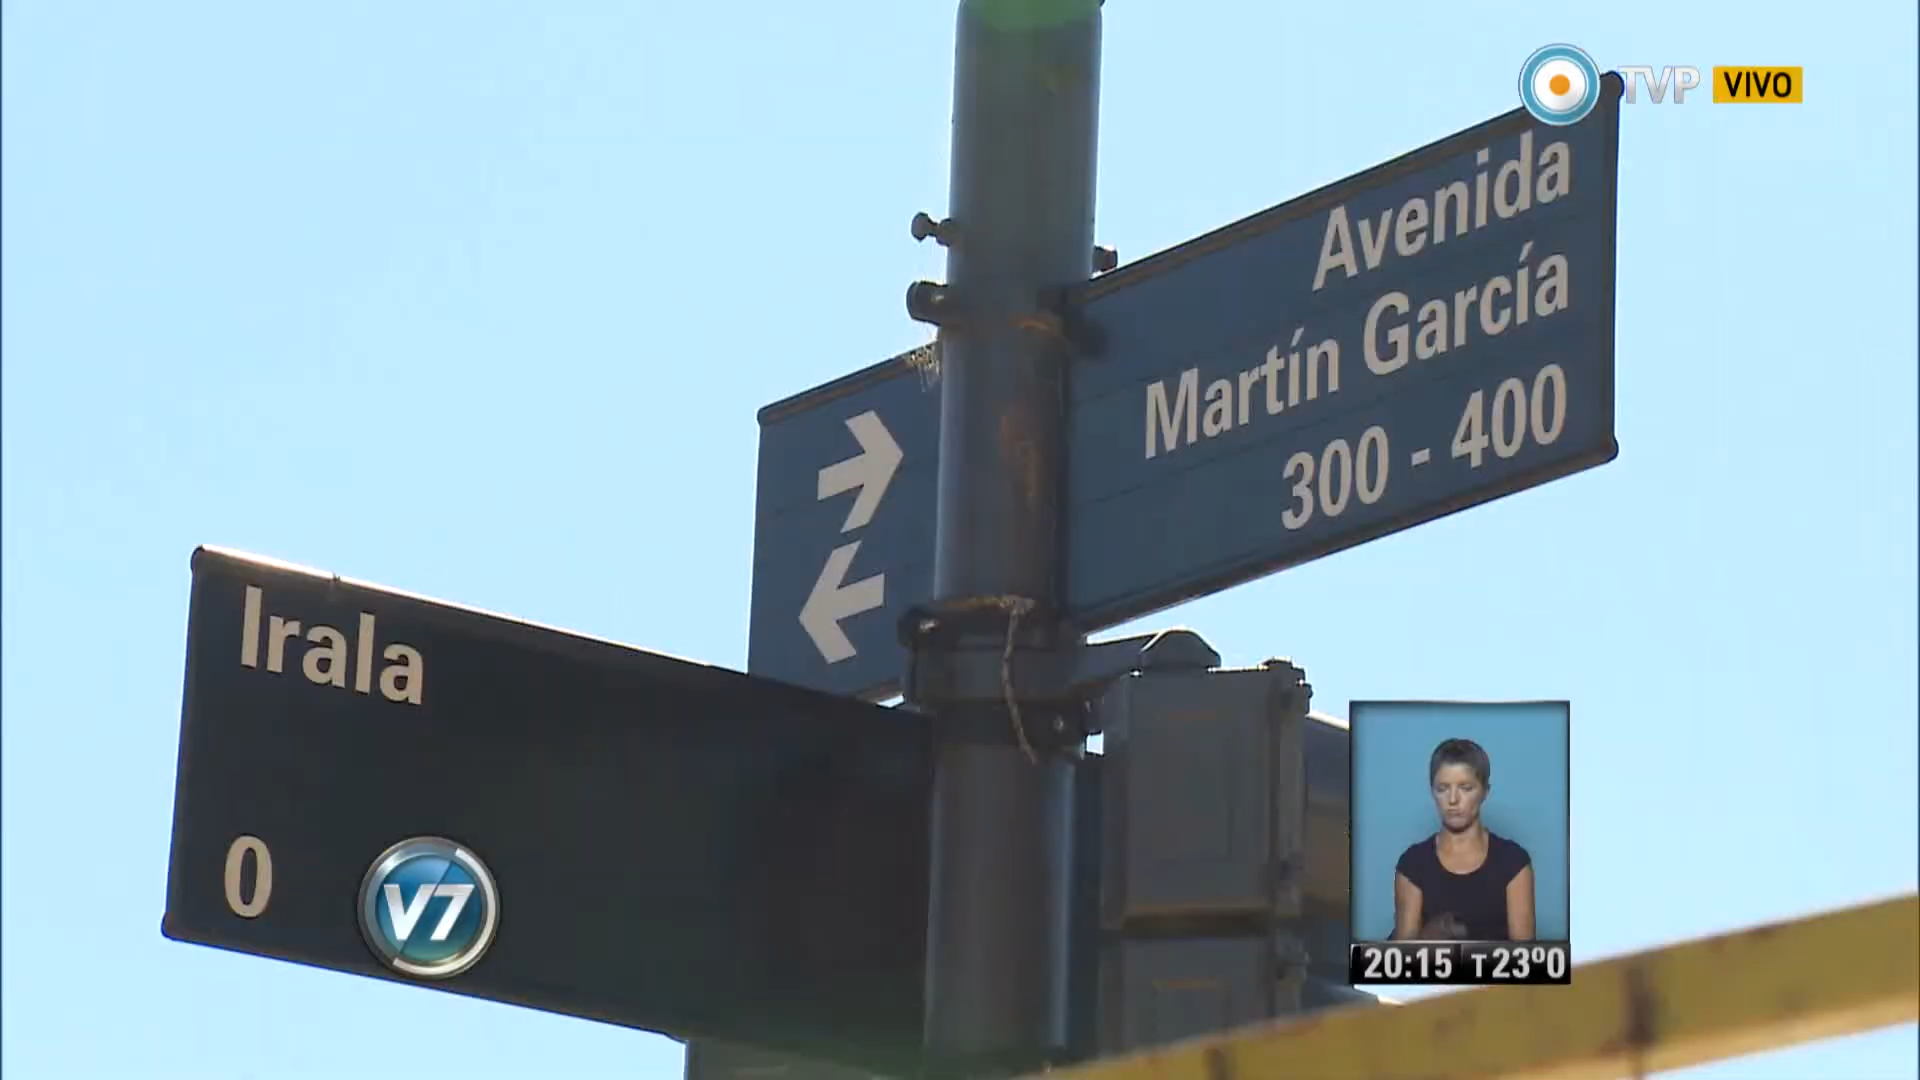 TVP VIVO
Avenida
Martín García
300 - 400
Irala
0
V7
20:15 T23º0